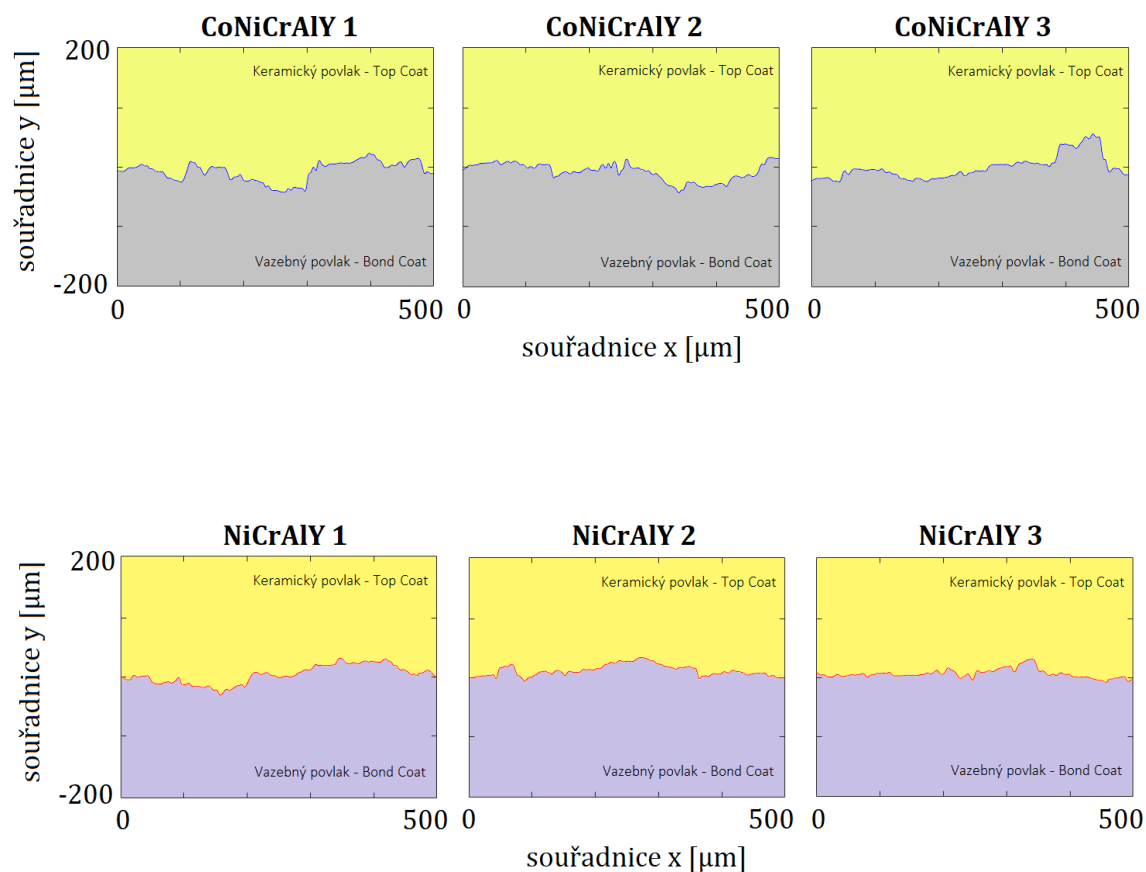 CoNiCrAlY 1
CoNiCrAlY 2
CoNiCrAlY 3
200
souřadnice y [μm]
-200
Keramický povlak - Top Coat
Vazebný povlak - Bond Coat
Keramický povlak - Top Coat
Vazebný povlak - Bond Coat
Keramický povlak - Top Coat
Vazebný povlak - Bond Coat
0
500
0
500
0
500
souřadnice x [μm]
NiCrAlY 1
NiCrAlY 2
NiCrAlY 3
200
souřadnice y [μm]
-200
Keramický povlak - Top Coat
Vazebný povlak - Bond Coat
Keramický povlak - Top Coat
Vazebný povlak - Bond Coat
Keramický povlak - Top Coat
Vazebný povlak - Bond Coat
0
500
0
500
0
500
souřadnice x [μm]